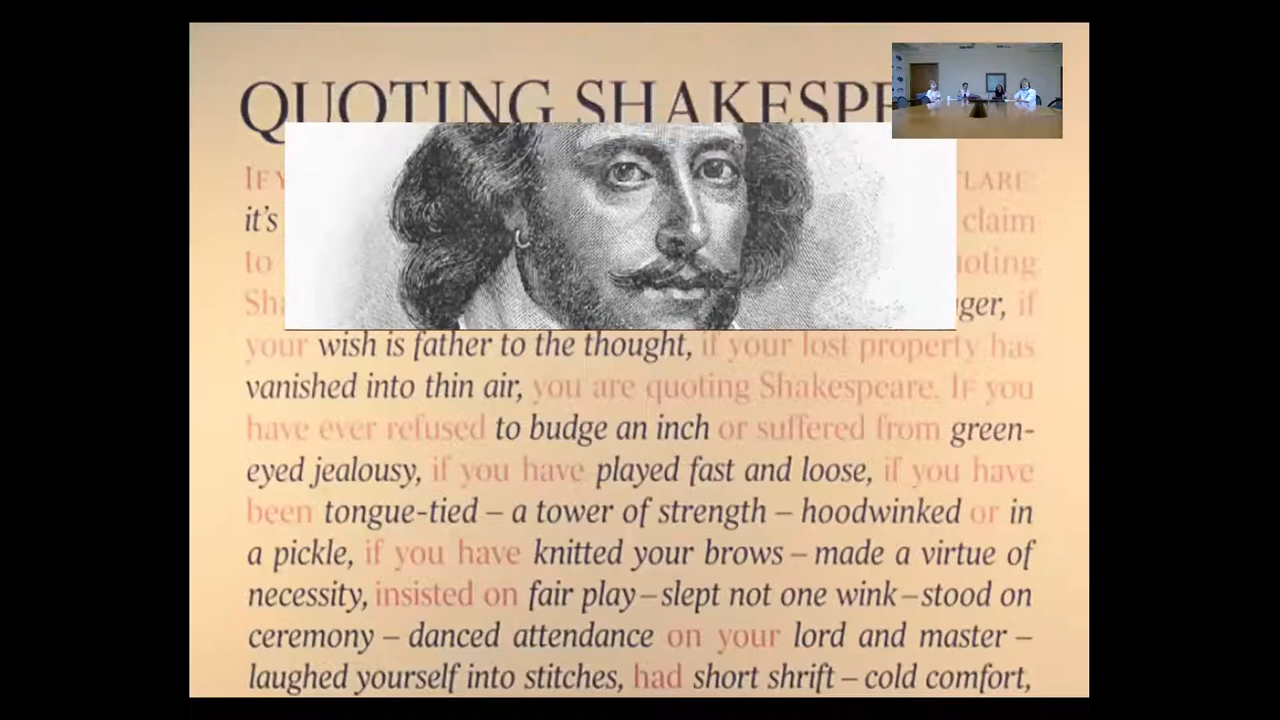 QUOTING SHAKESPE
IF Y LARE:
it's claim
to uoting
Sha ger, if
your wish is father to the thought, if your lost property has
vanished into thin air, you are quoting Shakespeare. IF you
have ever refused to budge an inch or suffered from green-
eyed jealousy, if you have played fast and loose, if you have
been tongue-tied – a tower of strength – hoodwinked or in
a pickle, if you have knitted your brows – made a virtue of
necessity, insisted on fair play – slept not one wink – stood on
ceremony – danced attendance on your lord and master –
laughed yourself into stitches, had short shrift – cold comfort,